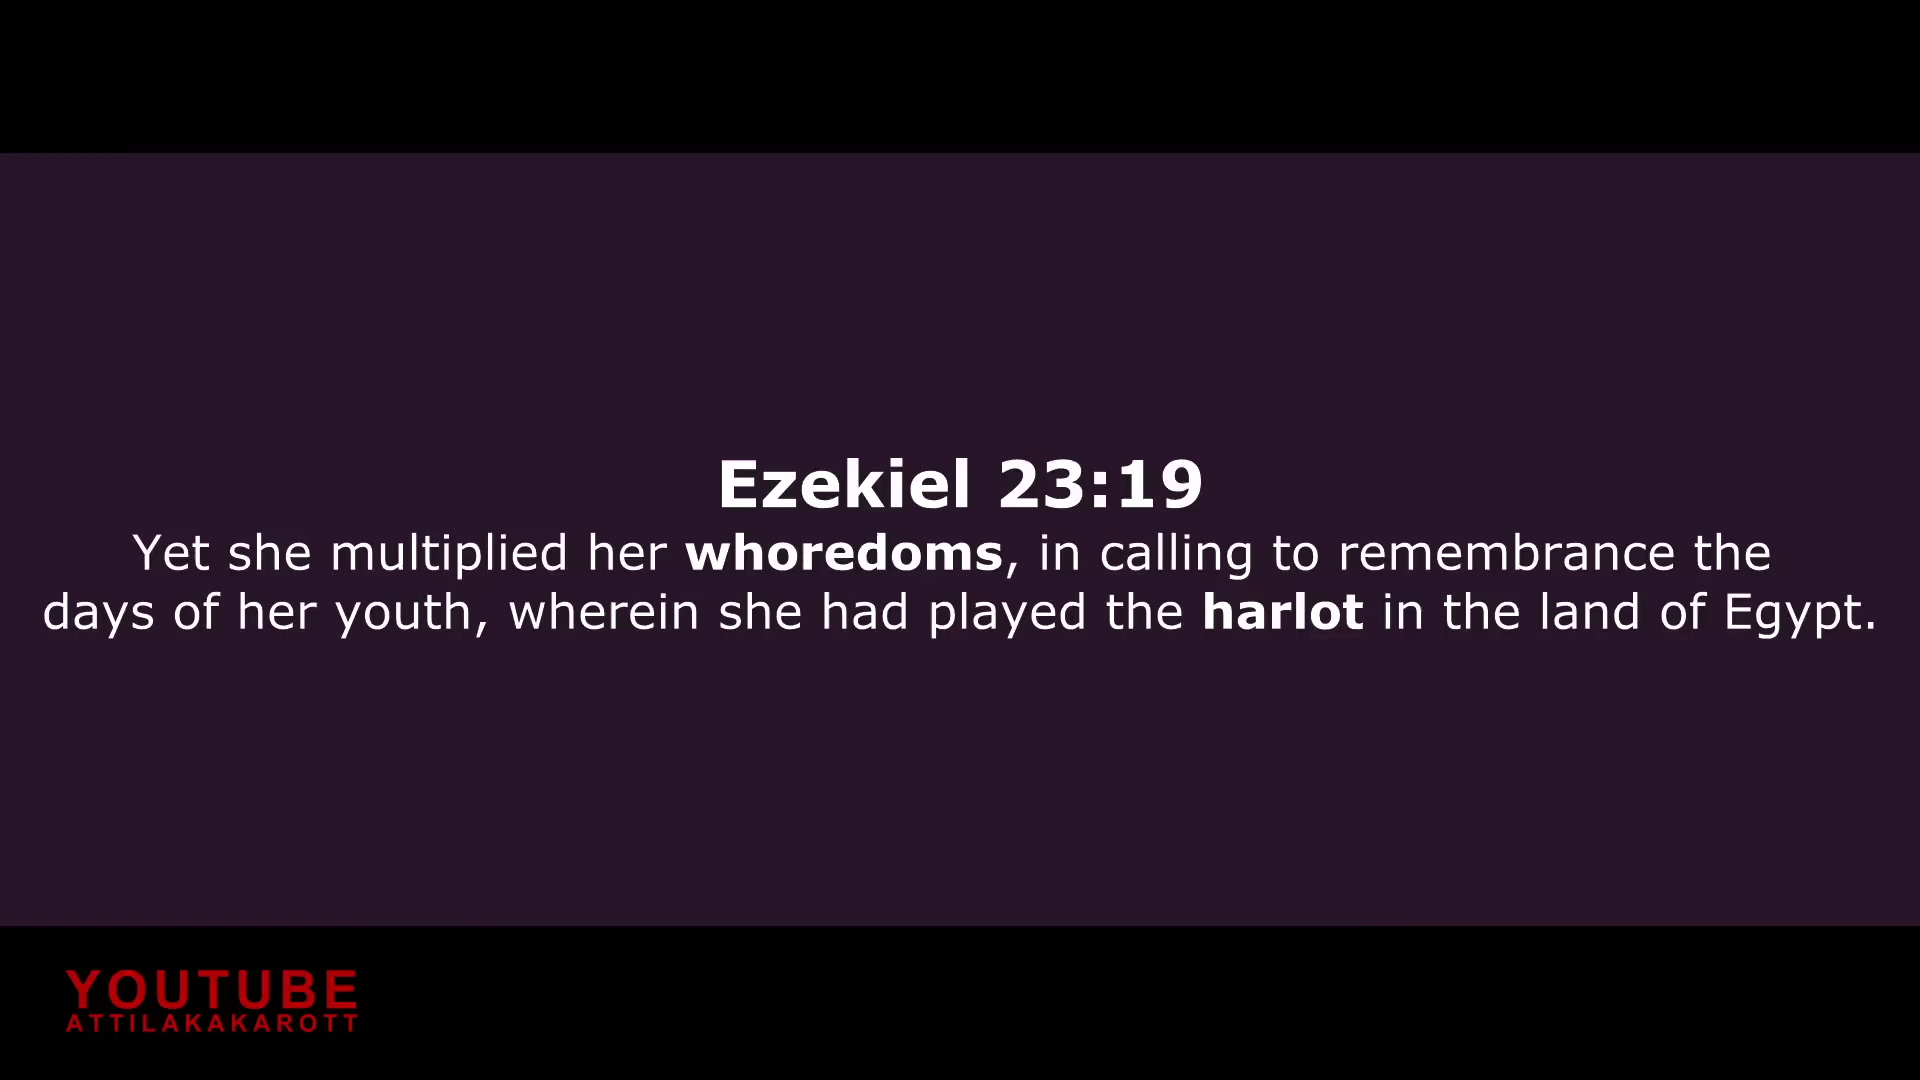 Ezekiel 23:19
Yet she multiplied her whoredoms, in calling to remembrance the
days of her youth, wherein she had played the harlot in the land of Egypt.
YOUTUBE
ATTILAKAKAROTT